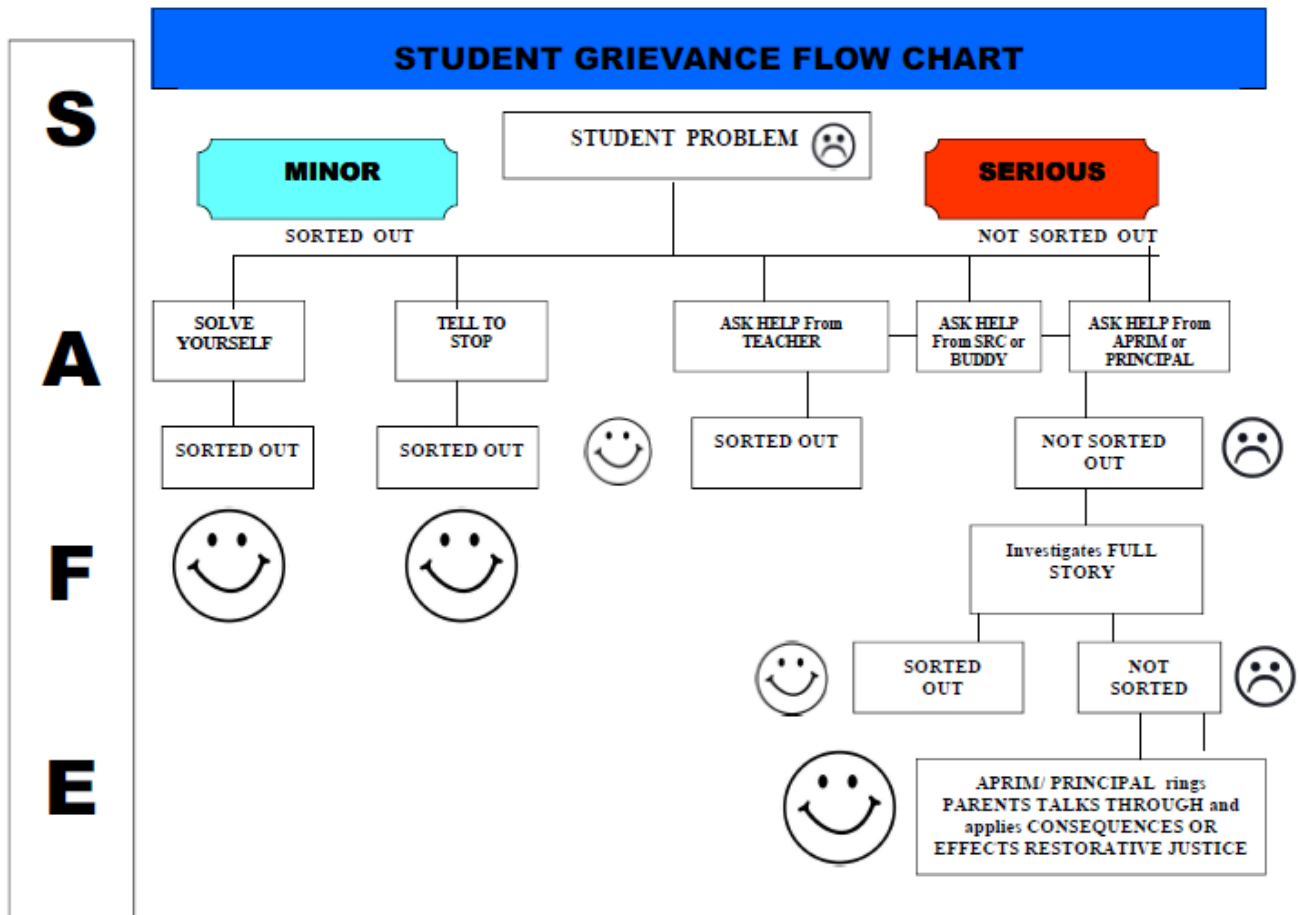 STUDENT GRIEVANCE FLOW CHART
S
A
F
E
STUDENT PROBLEM
MINOR
SERIOUS
SORTED OUT
NOT SORTED OUT
SOLVE
YOURSELF
TELL TO
STOP
ASK HELP From
TEACHER
ASK HELP
From SRC or
BUDDY
ASK HELP From
APRIM or
PRINCIPAL
SORTED OUT
SORTED OUT
SORTED OUT
NOT SORTED
OUT
Investigates FULL
STORY
SORTED
OUT
NOT
SORTED
APRIM/ PRINCIPAL rings
PARENTS TALKS THROUGH and
applies CONSEQUENCES OR
EFFECTS RESTORATIVE JUSTICE